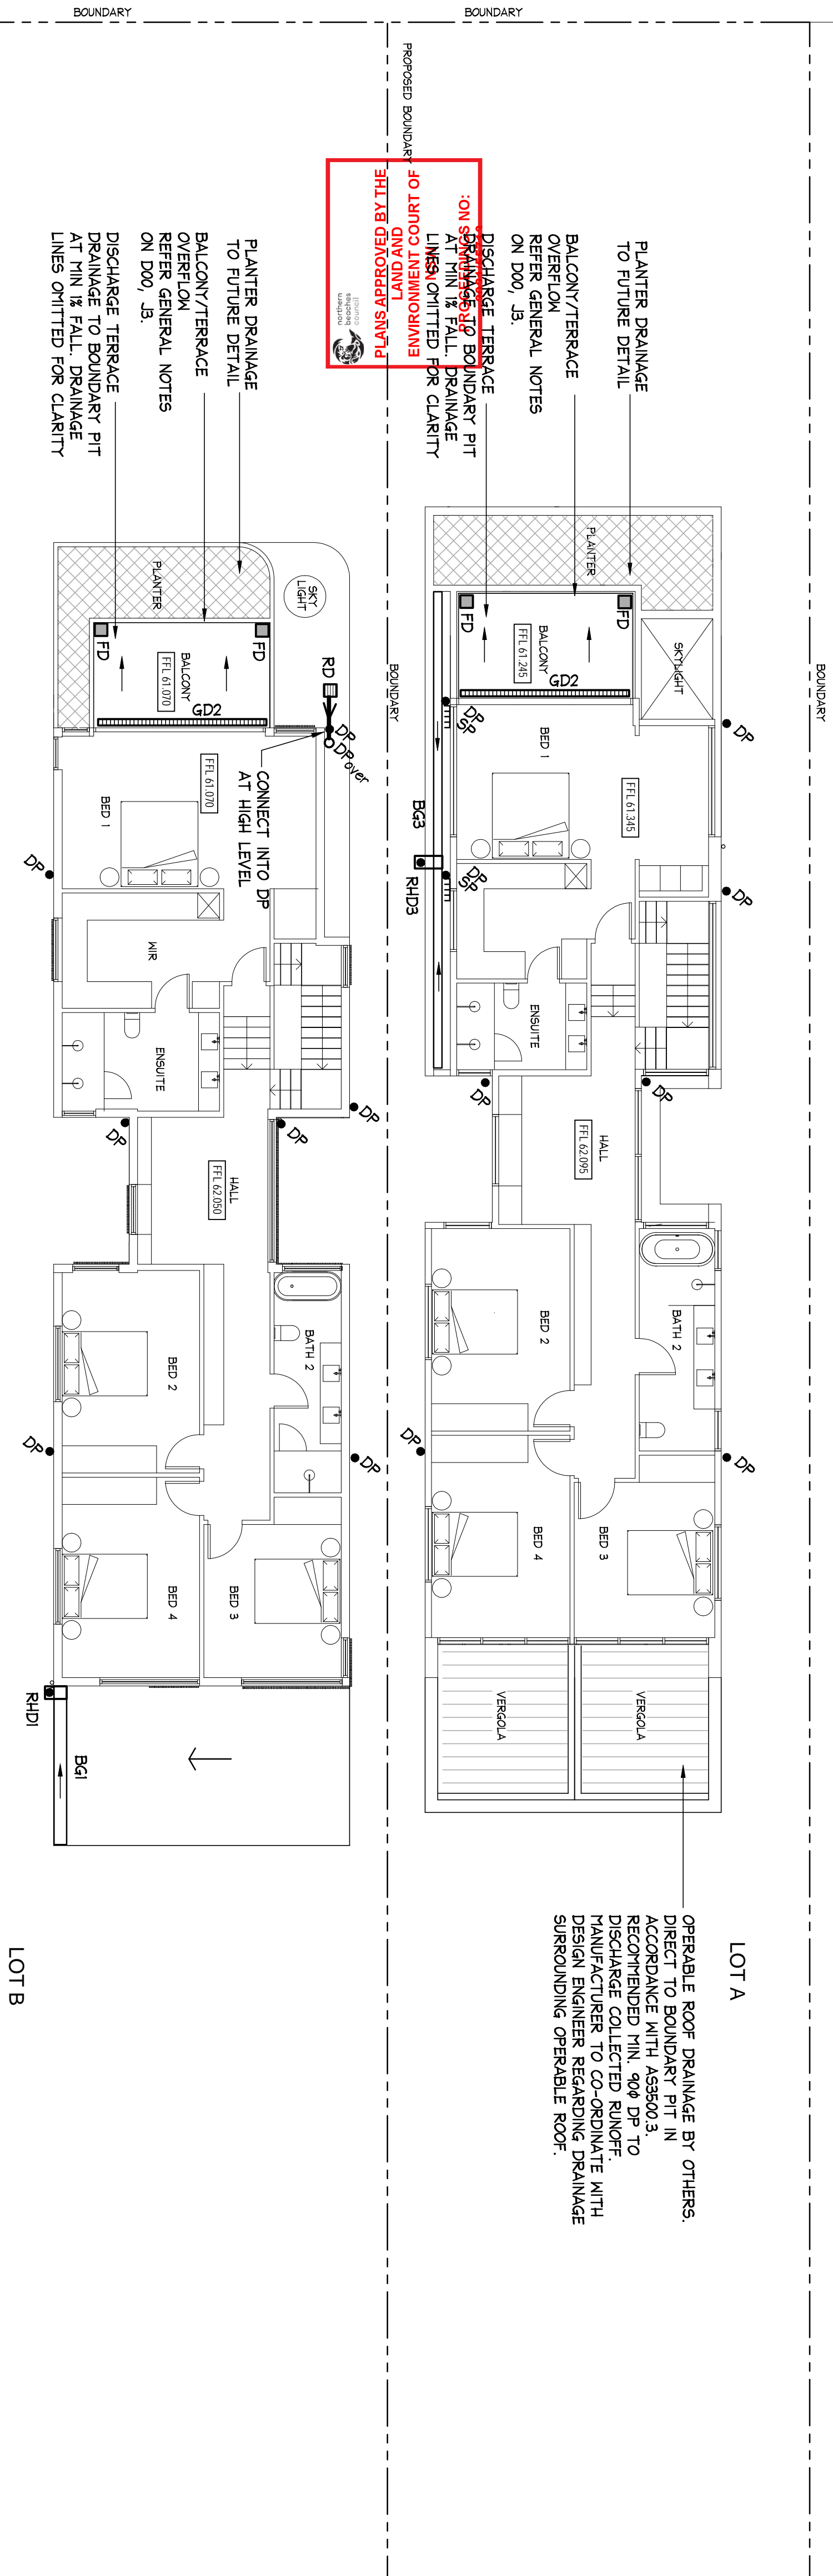 BOUNDARY
BOUNDARY
PROPOSED BOUNDARY
BOUNDARY
BOUNDARY
PLANS APPROVED BY THE
LAND AND
ENVIRONMENT COURT OF
NSW
PROCEEDINGS NO:
northern
beaches
council
PLANTER DRAINAGE
TO FUTURE DETAIL
BALCONY/TERRACE
OVERFLOW
REFER GENERAL NOTES
ON D00, J3.
DISCHARGE TERRACE
DRAINAGE TO BOUNDARY PIT
AT MIN 1% FALL. DRAINAGE
LINES OMITTED FOR CLARITY
PLANTER
SKYLIGHT
FD
FD
BALCONY
FFL 61.245
GD2
DP
SP
DP
BED 1
FFL 61.345
BG3
RHD3
DP
SP
DP
ENSUITE
DP
DP
HALL
FFL 62.095
BED 2
BATH 2
DP
DP
BED 4
BED 3
VERGOLA
VERGOLA
OPERABLE ROOF DRAINAGE BY OTHERS.
DIRECT TO BOUNDARY PIT IN
ACCORDANCE WITH AS3500.3.
RECOMMENDED MIN. 90ϕ DP TO
DISCHARGE COLLECTED RUNOFF.
MANUFACTURER TO CO-ORDINATE WITH
DESIGN ENGINEER REGARDING DRAINAGE
SURROUNDING OPERABLE ROOF.
LOT A
PLANTER DRAINAGE
TO FUTURE DETAIL
BALCONY/TERRACE
OVERFLOW
REFER GENERAL NOTES
ON D00, J3.
DISCHARGE TERRACE
DRAINAGE TO BOUNDARY PIT
AT MIN 1% FALL. DRAINAGE
LINES OMITTED FOR CLARITY
SKY
LIGHT
PLANTER
FD
FD
BALCONY
FFL 61.070
GD2
RD
DP
DP over
CONNECT INTO DP
AT HIGH LEVEL
FFL 61.070
BED 1
DP
WIR
ENSUITE
DP
DP
DP
HALL
FFL 62.050
BED 2
BATH 2
DP
DP
BED 4
BED 3
RHD1
BG1
LOT B